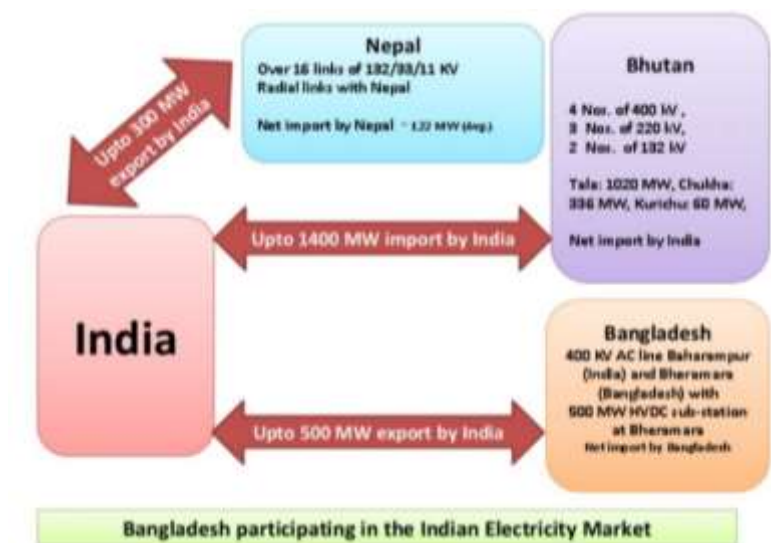 Nepal
Over 16 links of 132/33/11 KV
Radial links with Nepal
Net import by Nepal ~ 122 MW (Avg.)
Bhutan
4 Nos. of 400 kV ,
3 Nos. of 220 kV,
2 Nos. of 132 kV
Tala: 1020 MW, Chukha:
336 MW, Kurichu: 60 MW,
Net import by India
Upto 300 MW
export by India
Upto 1400 MW import by India
India
Bangladesh
400 KV AC line Baharampur
(India) and Bheramara
(Bangladesh) with
500 MW HVDC sub-station
at Bheramara
Net import by Bangladesh
Upto 500 MW export by India
Bangladesh participating in the Indian Electricity Market